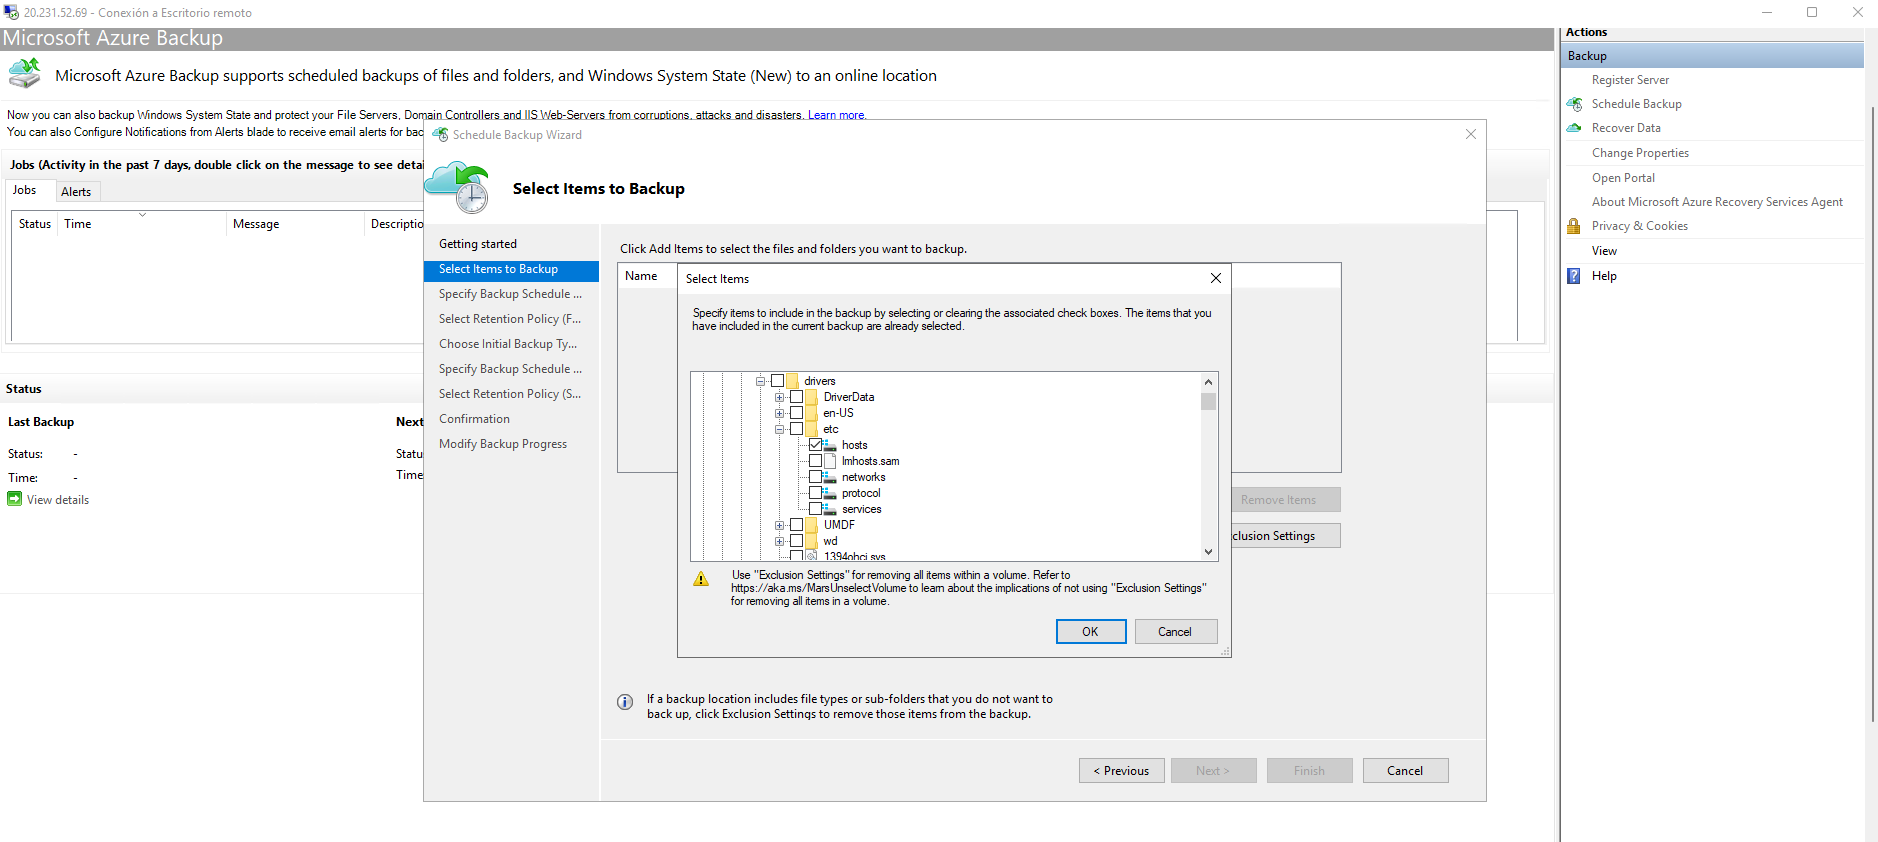 20.231.52.69 - Conexión a Escritorio remoto
Microsoft Azure Backup
Microsoft Azure Backup supports scheduled backups of files and folders, and Windows System State (New) to an online location
Now you can also backup Windows System State and protect your File Servers, Domain Controllers and IIS Web-Servers from corruptions, attacks and disasters. Learn more.
You can also Configure Notifications from Alerts blade to receive email alerts for bac
Jobs (Activity in the past 7 days, double click on the message to see detai
Jobs
Alerts
Status Time Message Descriptio
Status
Last Backup
Next
Status: -
Statu
Time: -
Time
View details
Schedule Backup Wizard
Select Items to Backup
Getting started
Select Items to Backup
Specify Backup Schedule ...
Select Retention Policy (F...
Choose Initial Backup Ty...
Specify Backup Schedule ...
Select Retention Policy (S...
Confirmation
Modify Backup Progress
Click Add Items to select the files and folders you want to backup.
Name
Select Items
Specify items to include in the backup by selecting or clearing the associated check boxes. The items that you
have included in the current backup are already selected.
drivers
DriverData
en-US
etc
hosts
lmhosts.sam
networks
protocol
services
UMDF
wd
1394ohci.sys
Use "Exclusion Settings" for removing all items within a volume. Refer to
https://aka.ms/MarsUnselectVolume to learn about the implications of not using "Exclusion Settings"
for removing all items in a volume.
OK
Cancel
Remove Items
clusion Settings
If a backup location includes file types or sub-folders that you do not want to
back up, click Exclusion Settings to remove those items from the backup.
< Previous
Next >
Finish
Cancel
Actions
Backup
Register Server
Schedule Backup
Recover Data
Change Properties
Open Portal
About Microsoft Azure Recovery Services Agent
Privacy & Cookies
View
Help